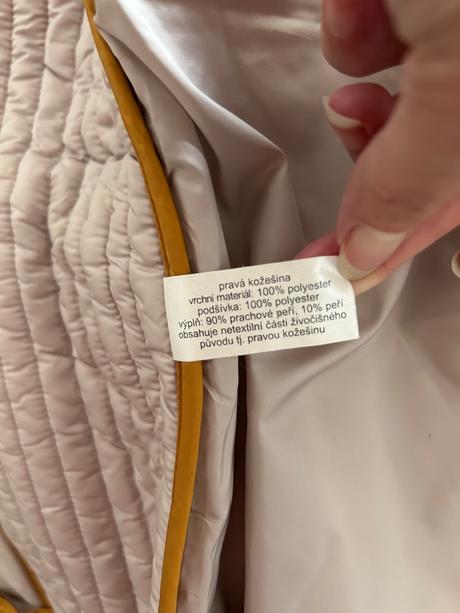 pravá kožešina
vrchní materiál: 100% polyester
podšívka: 100% polyester
výplň: 90% prachové peří, 10% peří
obsahuje netextilní části živočišného
původu tj. pravou kožešinu